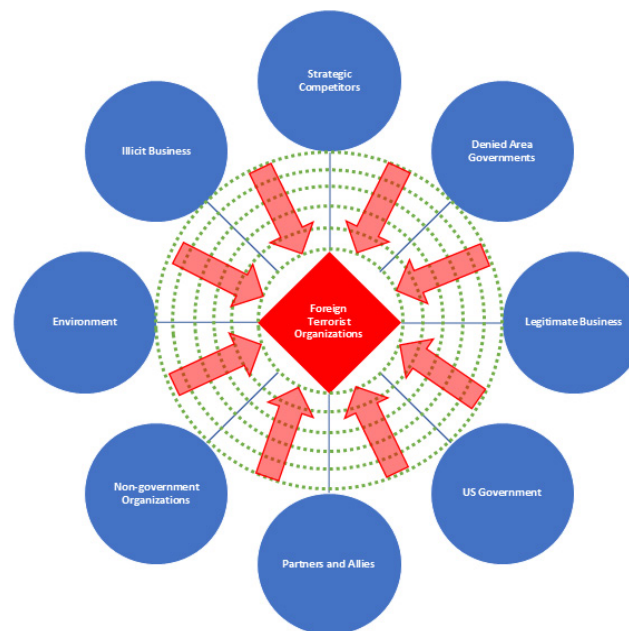 Strategic
Competitors
Illicit Business
Denied Area
Governments
Environment
Foreign
Terrorist
Organizations
Legitimate Business
Non-government
Organizations
US Government
Partners and Allies